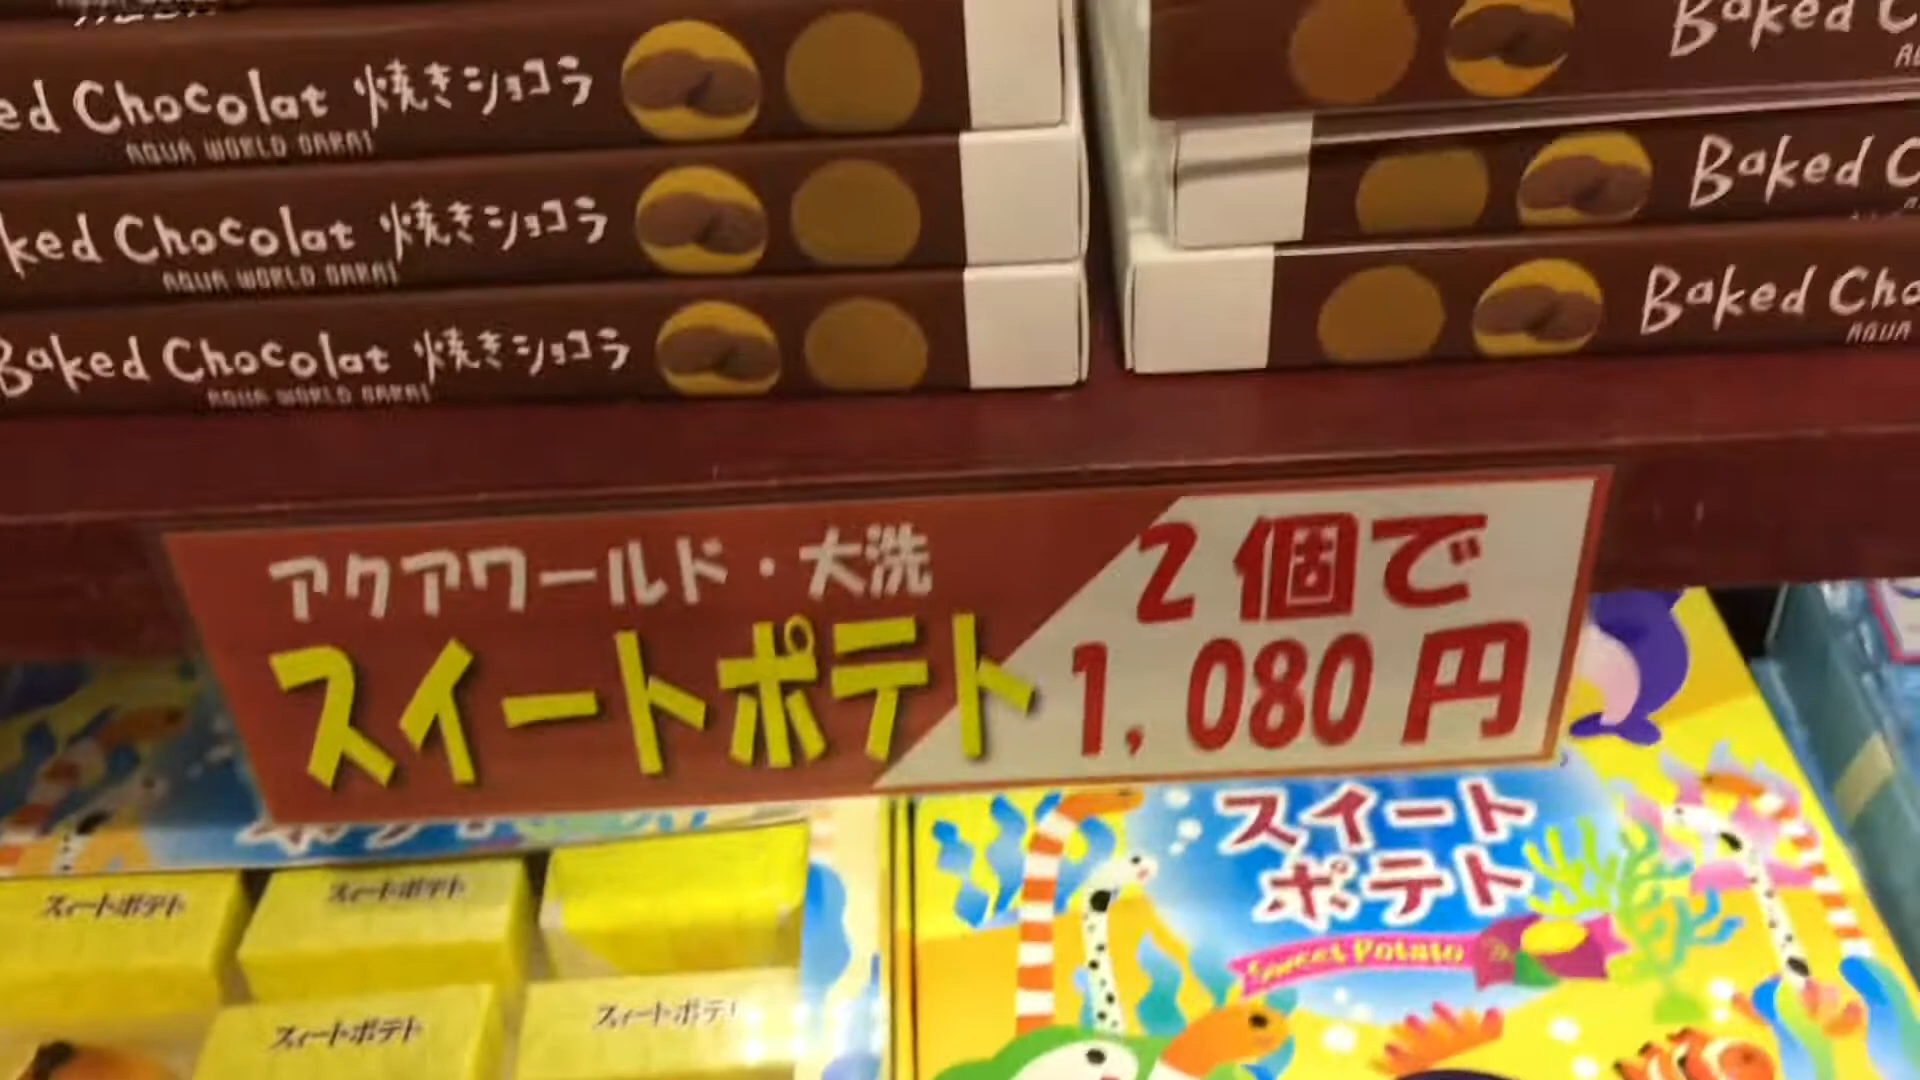 ed Chocolat 焼きショコラ
AQUA WORLD OARAI
ked Chocolat 焼きショコラ
AQUA WORLD OARAI
Baked Chocolat 焼きショコラ
AQUA WORLD OARAI
Baked C
Baked C
Baked Cho
AQUA
アクアワールド・大洗
スイートポテト
2個で
1,080円
スイート
ポテト
Sweet Potato
スイートポテト
スイートポテト
スイートポテト
スイートポテ